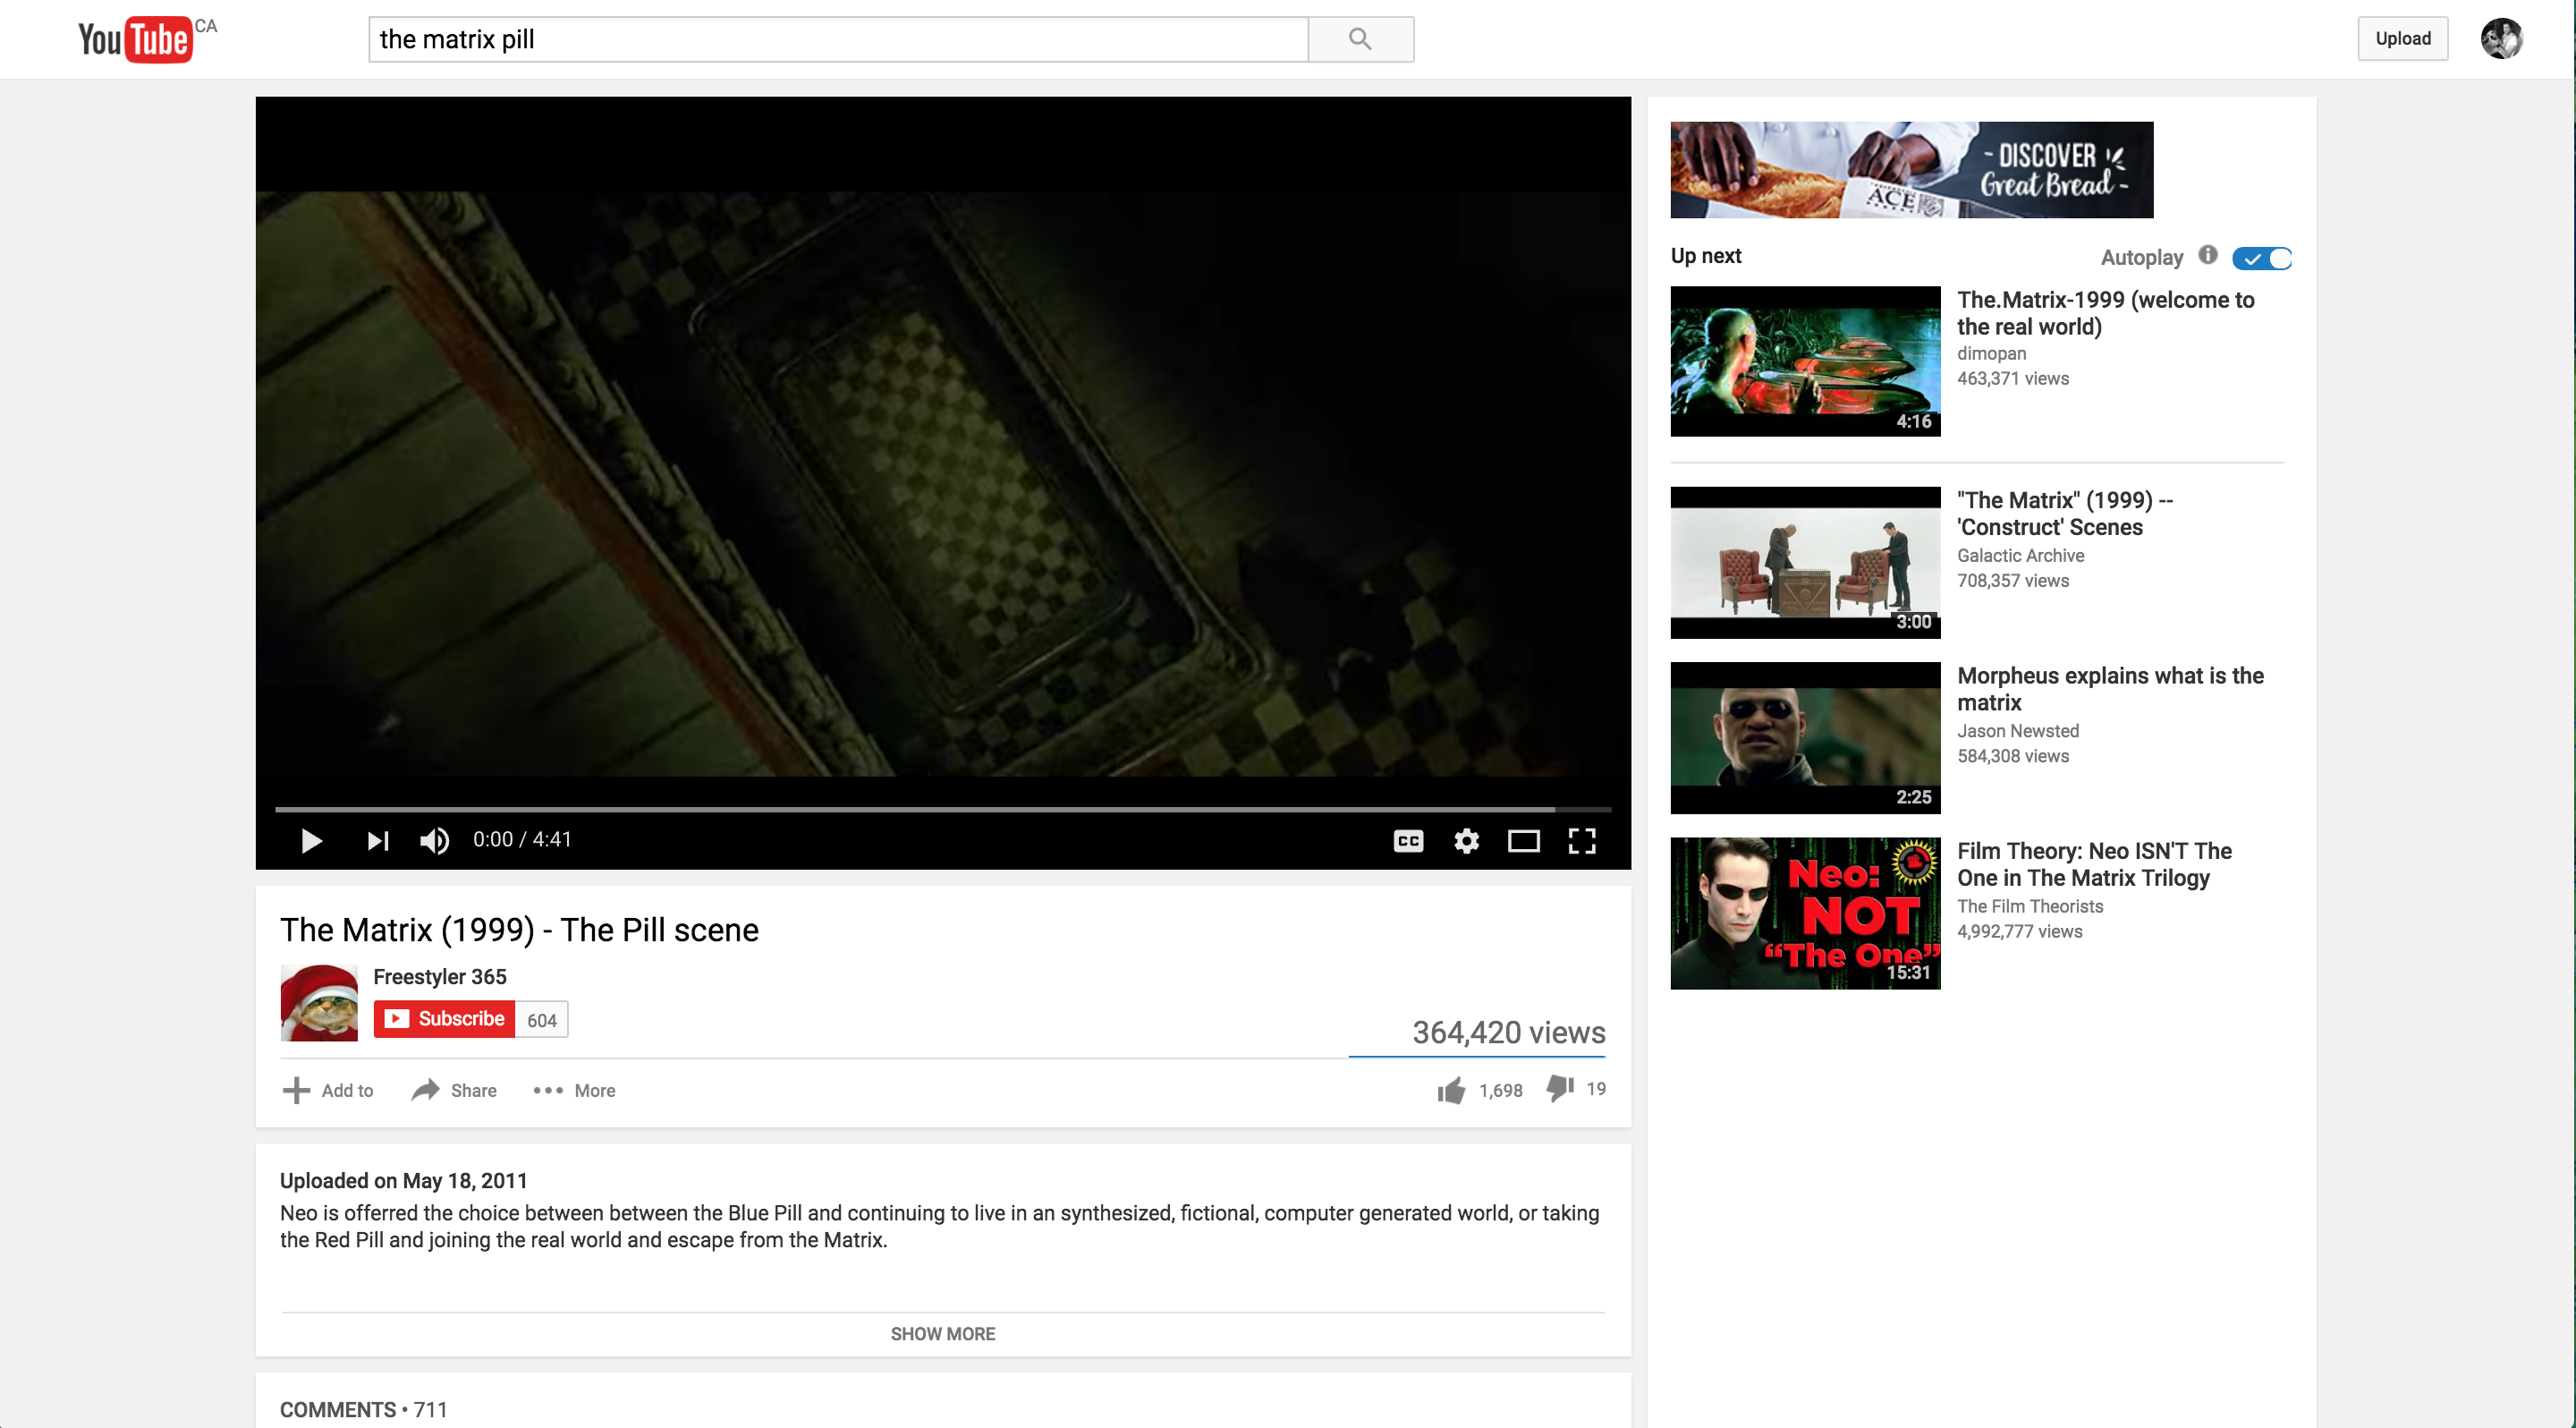 YouTube CA
the matrix pill
Upload
- DISCOVER
Great Bread -
ACE
Up next
Autoplay
The.Matrix-1999 (welcome to
the real world)
dimopan
463,371 views
4:16
"The Matrix" (1999) --
'Construct' Scenes
Galactic Archive
708,357 views
3:00
Morpheus explains what is the
matrix
Jason Newsted
584,308 views
2:25
Neo:
NOT
“The One”
15:31
Film Theory: Neo ISN'T The
One in The Matrix Trilogy
The Film Theorists
4,992,777 views
0:00 / 4:41
CC
The Matrix (1999) - The Pill scene
Freestyler 365
Subscribe 604
364,420 views
Add to Share More
1,698 19
Uploaded on May 18, 2011
Neo is offerred the choice between between the Blue Pill and continuing to live in an synthesized, fictional, computer generated world, or taking
the Red Pill and joining the real world and escape from the Matrix.
SHOW MORE
COMMENTS • 711